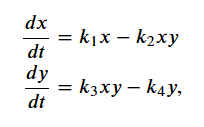 dx/dt = k₁x − k₂xy
dy/dt = k₃xy − k₄y,